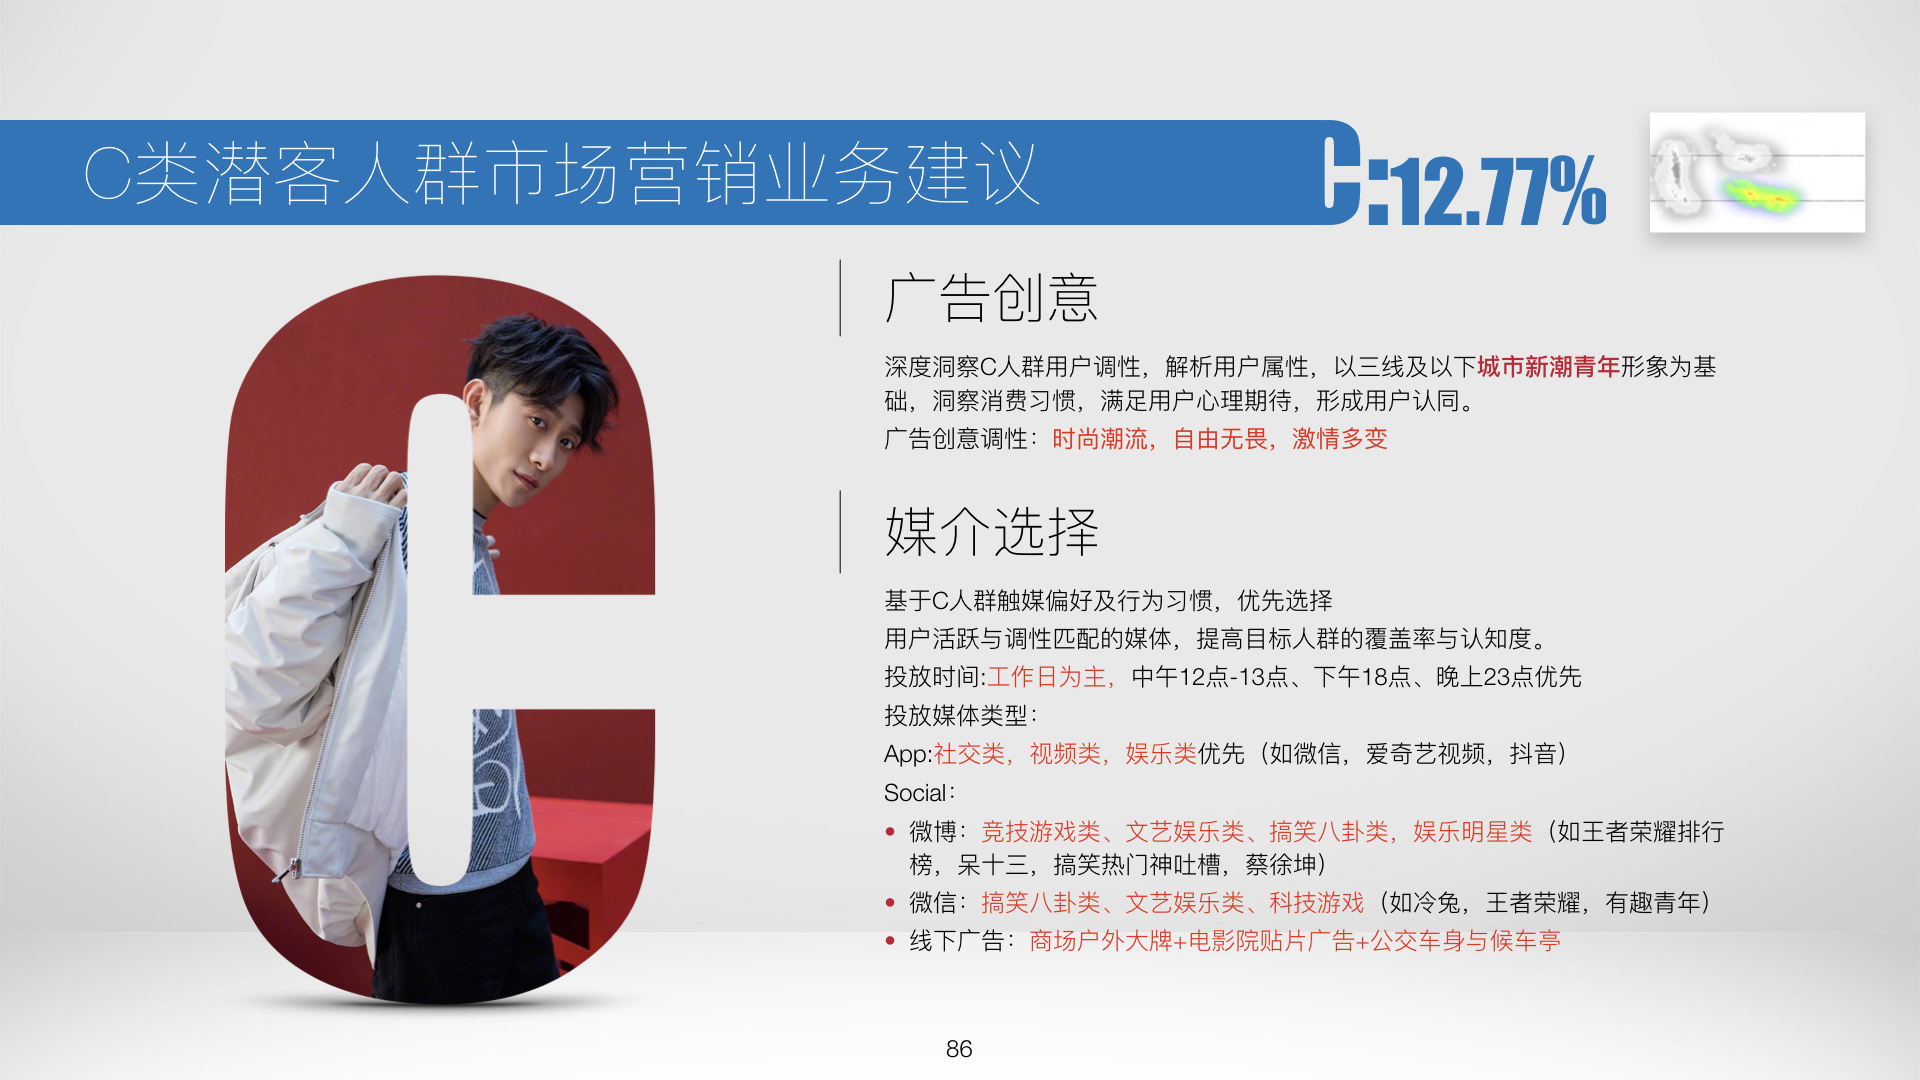 C类潜客人群市场营销业务建议
C:12.77%
广告创意
深度洞察C人群用户调性，解析用户属性，以三线及以下城市新潮青年形象为基
础，洞察消费习惯，满足用户心理期待，形成用户认同。
广告创意调性：时尚潮流，自由无畏，激情多变
媒介选择
基于C人群触媒偏好及行为习惯，优先选择
用户活跃与调性匹配的媒体，提高目标人群的覆盖率与认知度。
投放时间:工作日为主，中午12点-13点、下午18点、晚上23点优先
投放媒体类型：
App:社交类，视频类，娱乐类优先（如微信，爱奇艺视频，抖音）
Social：
• 微博：竞技游戏类、文艺娱乐类、搞笑八卦类，娱乐明星类（如王者荣耀排行
榜，呆十三，搞笑热门神吐槽，蔡徐坤）
• 微信：搞笑八卦类、文艺娱乐类、科技游戏（如冷兔，王者荣耀，有趣青年）
• 线下广告：商场户外大牌+电影院贴片广告+公交车身与候车亭
86